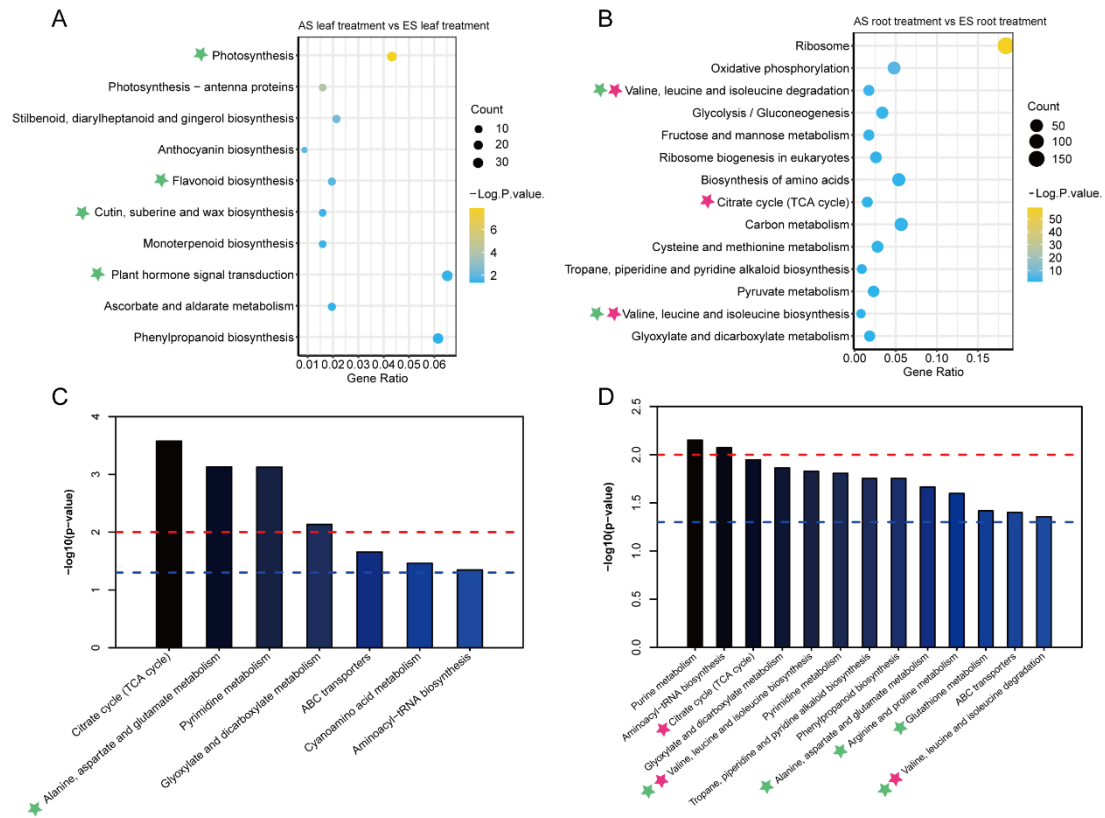 A
AS leaf treatment vs ES leaf treatment
Photosynthesis
Photosynthesis − antenna proteins
Stilbenoid, diarylheptanoid and gingerol biosynthesis
Anthocyanin biosynthesis
Flavonoid biosynthesis
Cutin, suberine and wax biosynthesis
Monoterpenoid biosynthesis
Plant hormone signal transduction
Ascorbate and aldarate metabolism
Phenylpropanoid biosynthesis
0.01 0.02 0.03 0.04 0.05 0.06
Gene Ratio
Count
10
20
30
−Log.P.value.
8
6
4
2
B
AS root treatment vs ES root treatment
Ribosome
Oxidative phosphorylation
Valine, leucine and isoleucine degradation
Glycolysis / Gluconeogenesis
Fructose and mannose metabolism
Ribosome biogenesis in eukaryotes
Biosynthesis of amino acids
Citrate cycle (TCA cycle)
Carbon metabolism
Cysteine and methionine metabolism
Tropane, piperidine and pyridine alkaloid biosynthesis
Pyruvate metabolism
Valine, leucine and isoleucine biosynthesis
Glyoxylate and dicarboxylate metabolism
0.00 0.05 0.10 0.15
Gene Ratio
Count
50
100
150
−Log.P.value.
50
40
30
20
10
C
−log10(p−value)
4
3
2
1
0
Citrate cycle (TCA cycle)
Alanine, aspartate and glutamate metabolism
Pyrimidine metabolism
Glyoxylate and dicarboxylate metabolism
ABC transporters
Cyanoamino acid metabolism
Aminoacyl−tRNA biosynthesis
D
−log10(p−value)
2.5
2.0
1.5
1.0
0.5
0.0
Purine metabolism
Aminoacyl−tRNA biosynthesis
Citrate cycle (TCA cycle)
Glyoxylate and dicarboxylate metabolism
Valine, leucine and isoleucine biosynthesis
Pyrimidine metabolism
Tropane, piperidine and pyridine alkaloid biosynthesis
Phenylpropanoid biosynthesis
Alanine, aspartate and glutamate metabolism
Arginine and proline metabolism
Glutathione metabolism
ABC transporters
Valine, leucine and isoleucine degradation